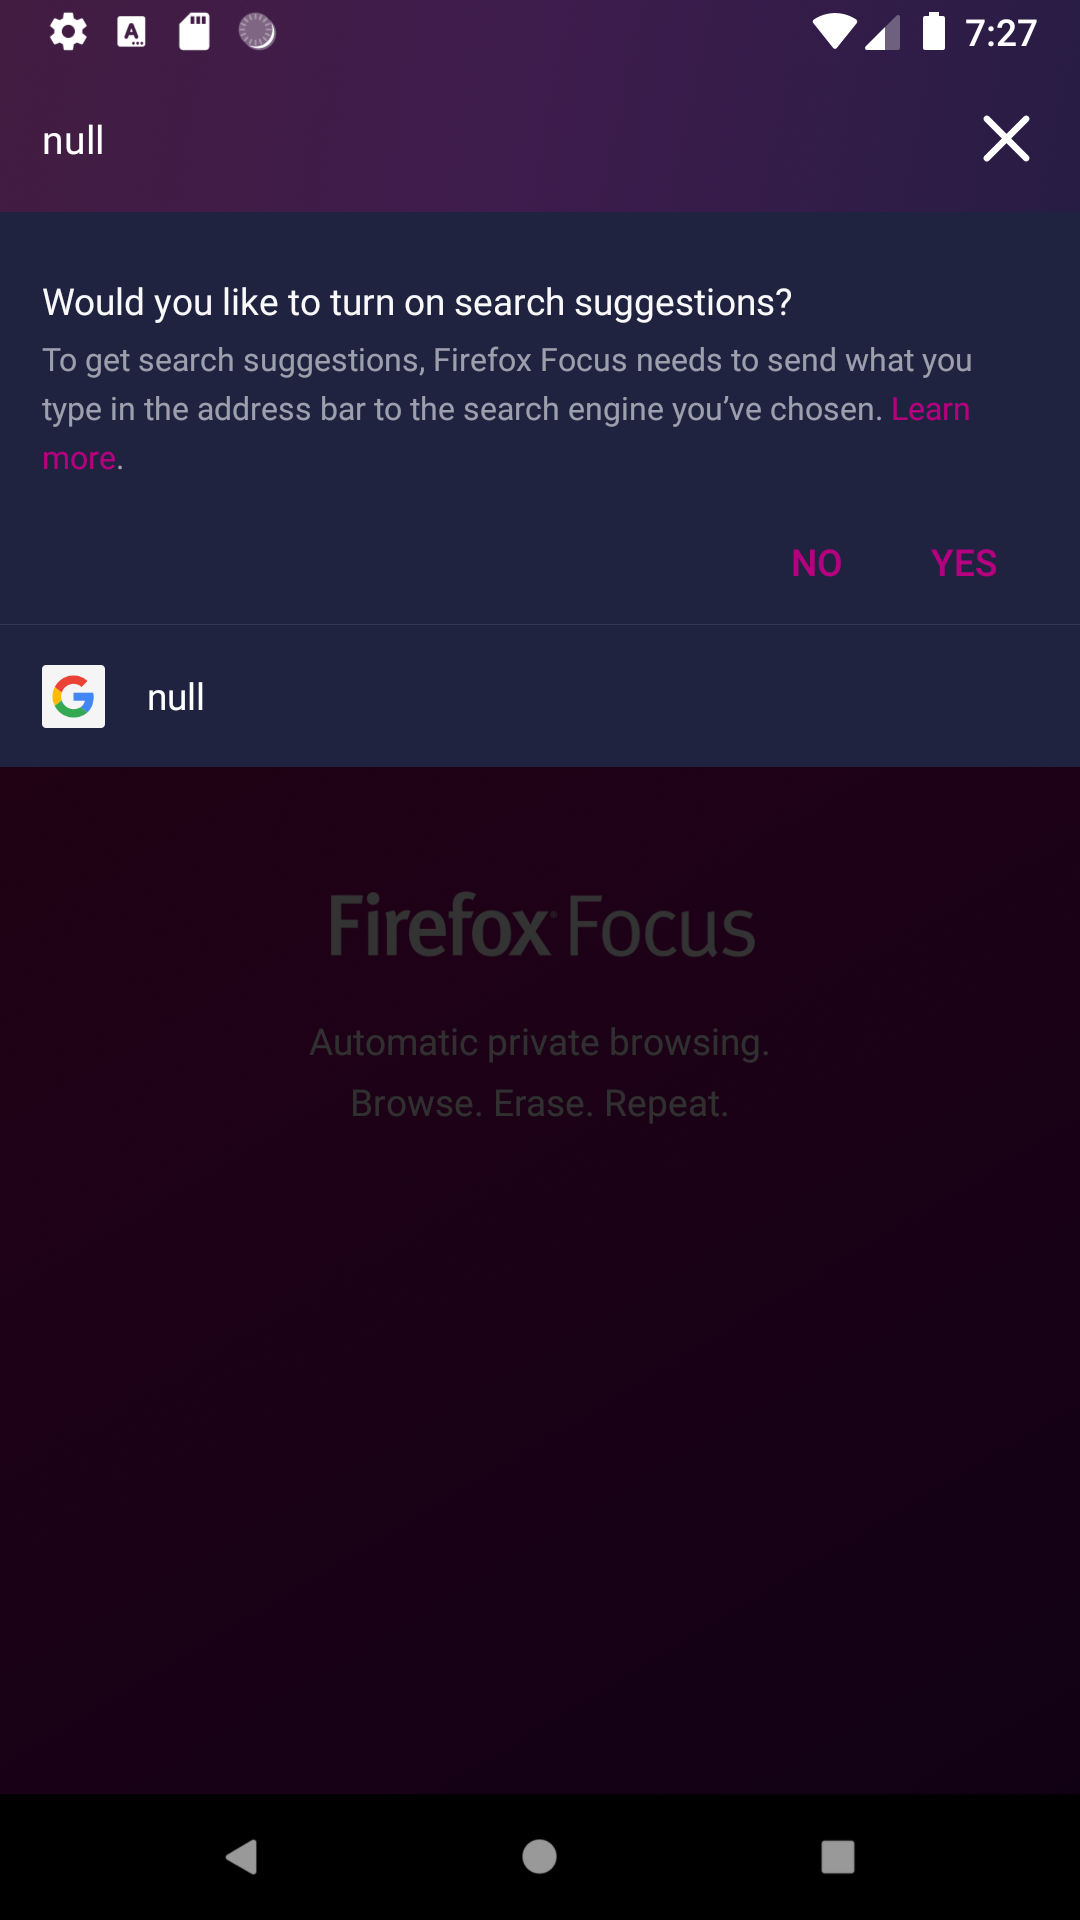 7:27
null
Would you like to turn on search suggestions?
To get search suggestions, Firefox Focus needs to send what you
type in the address bar to the search engine you’ve chosen. Learn
more.
NO YES
null
Firefox Focus
Automatic private browsing.
Browse. Erase. Repeat.